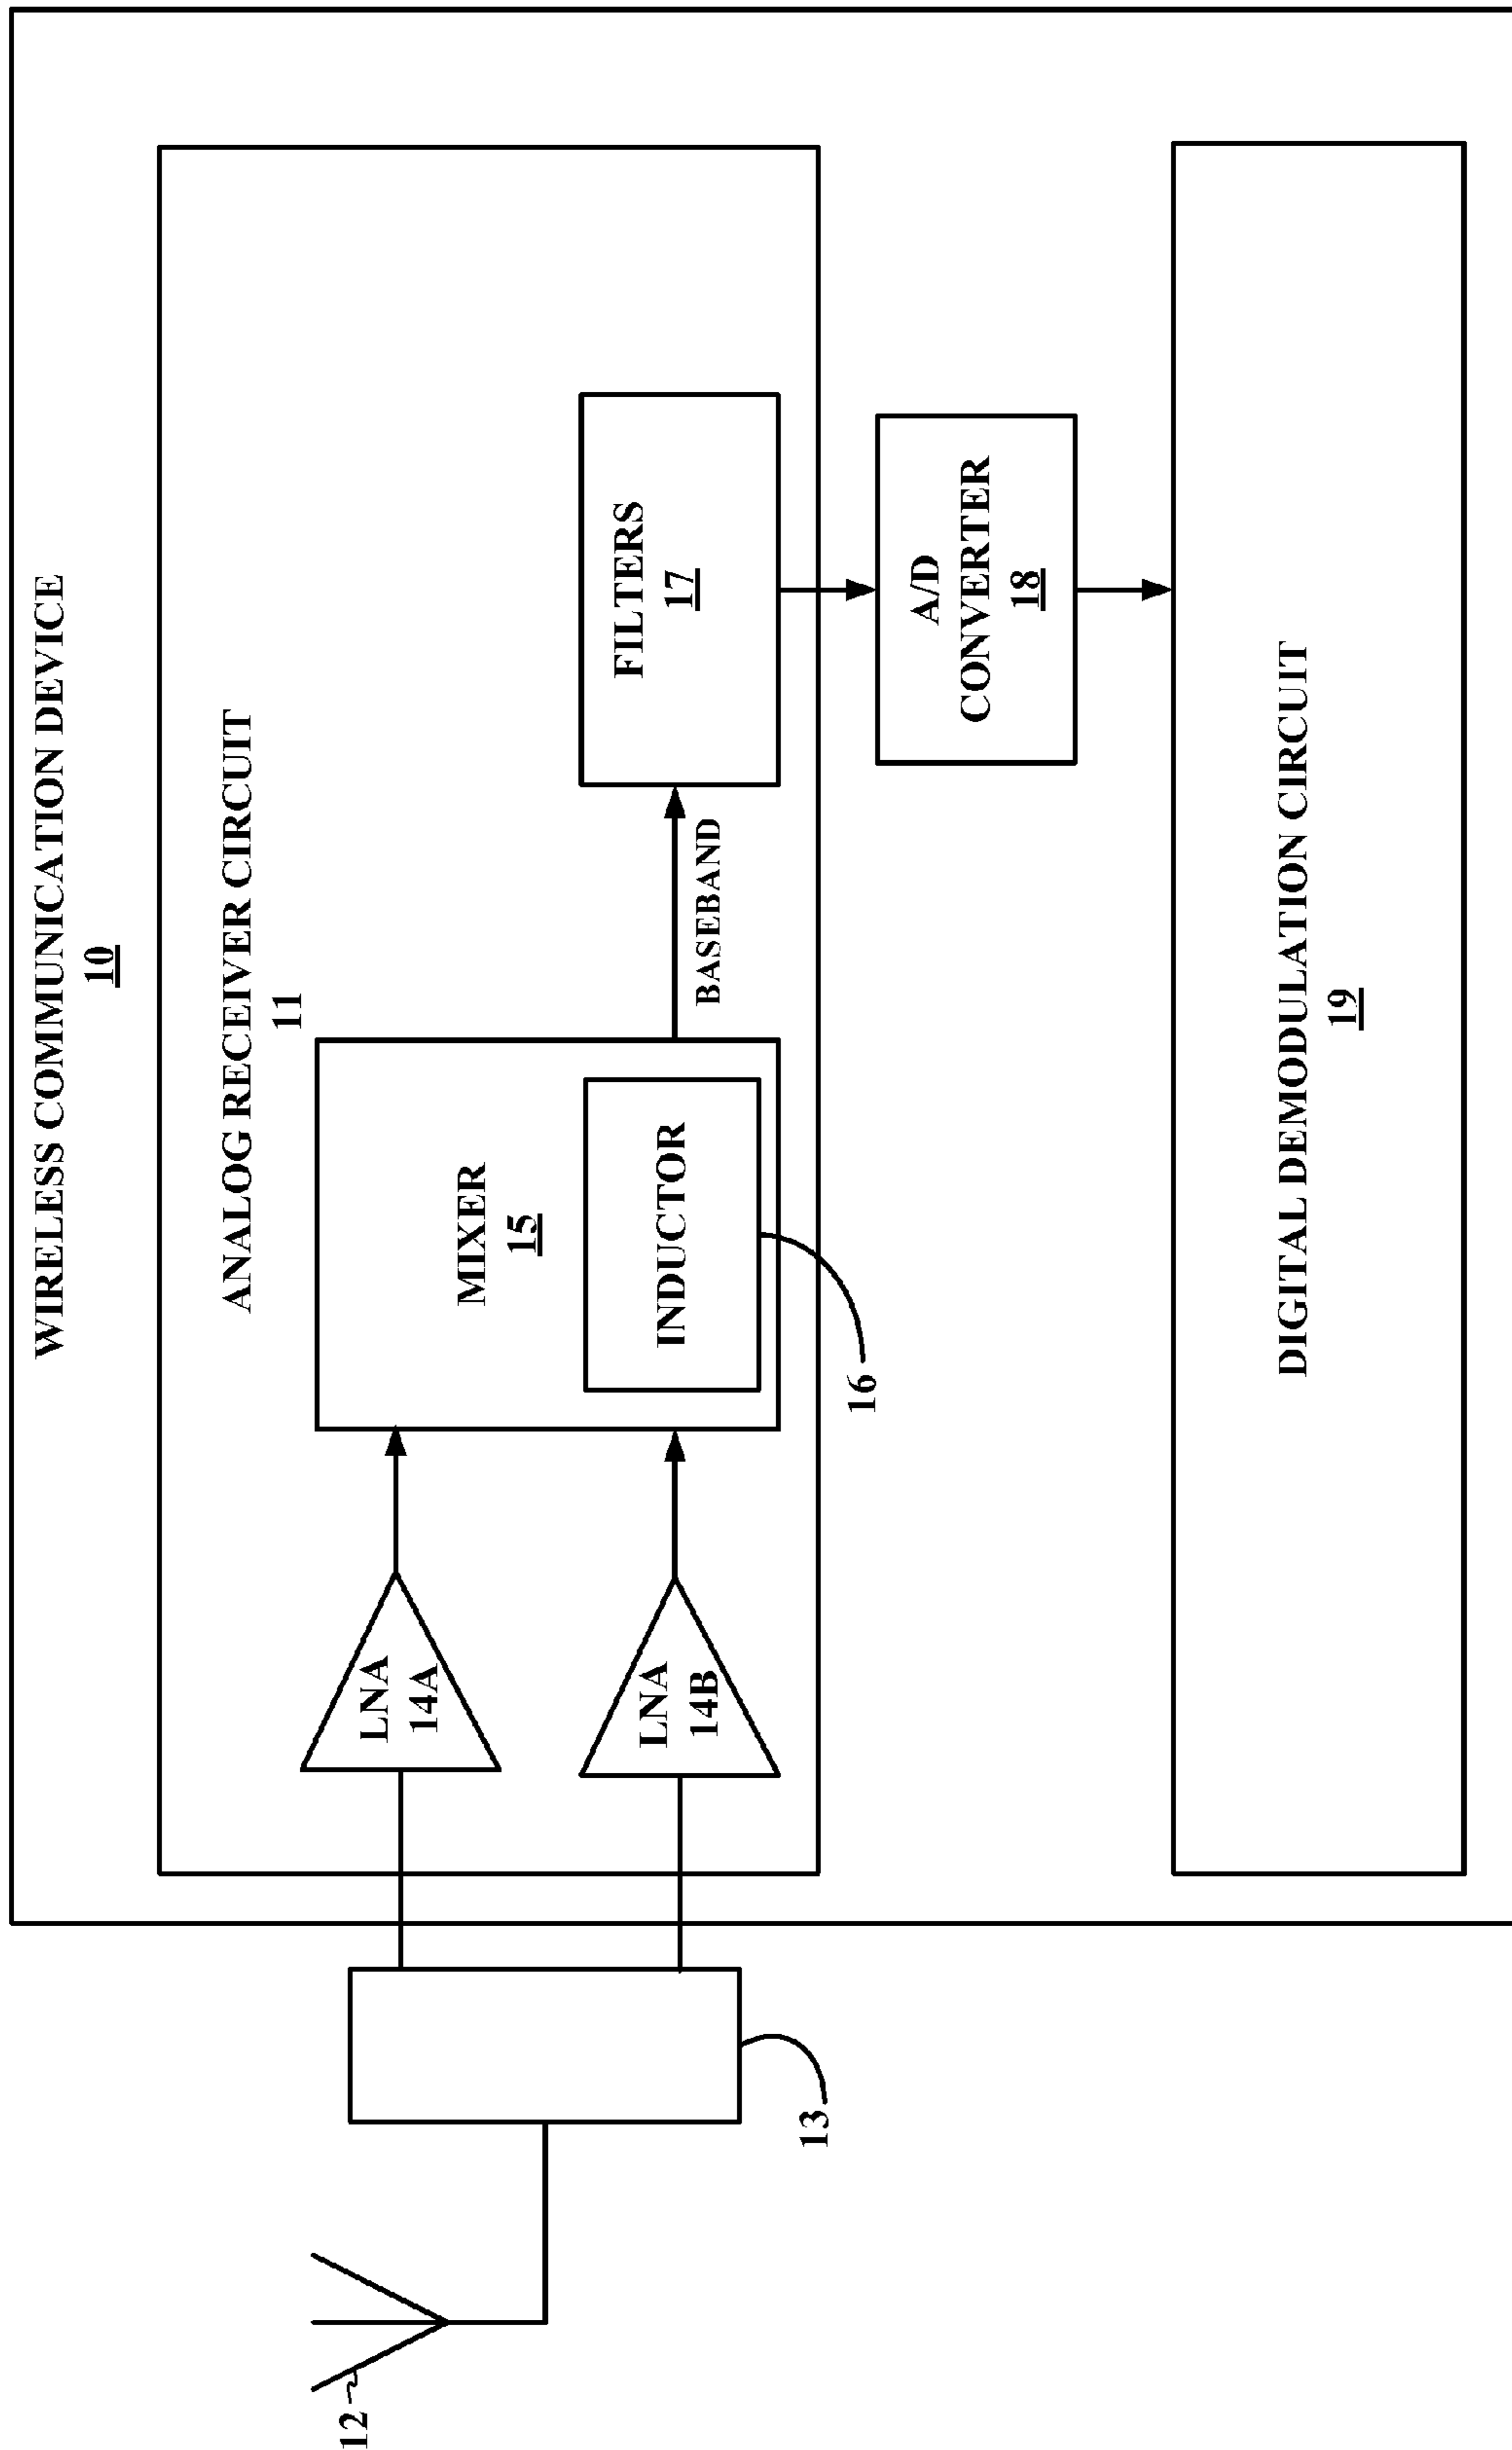 WIRELESS COMMUNICATION DEVICE
10
ANALOG RECEIVER CIRCUIT
11
12
13
LNA
14A
LNA
14B
MIXER
15
INDUCTOR
16
BASEBAND
FILTERS
17
A/D
CONVERTER
18
DIGITAL DEMODULATION CIRCUIT
19